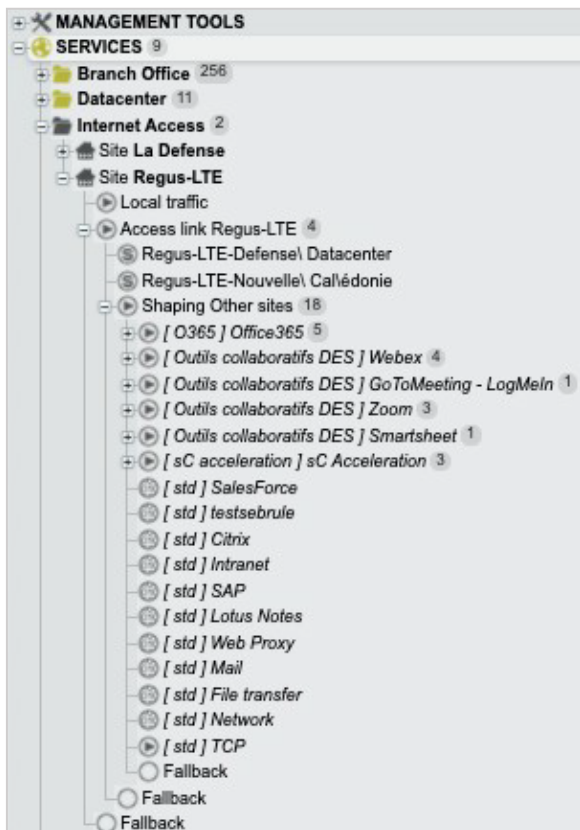 MANAGEMENT TOOLS
SERVICES 9
Branch Office 256
Datacenter 11
Internet Access 2
Site La Defense
Site Regus-LTE
Local traffic
Access link Regus-LTE 4
Regus-LTE-Defense\ Datacenter
Regus-LTE-Nouvelle\ Cal\édonie
Shaping Other sites 18
[ O365 ] Office365 5
[ Outils collaboratifs DES ] Webex 4
[ Outils collaboratifs DES ] GoToMeeting - LogMeIn 1
[ Outils collaboratifs DES ] Zoom 3
[ Outils collaboratifs DES ] Smartsheet 1
[ sC acceleration ] sC Acceleration 3
[ std ] SalesForce
[ std ] testsebrule
[ std ] Citrix
[ std ] Intranet
[ std ] SAP
[ std ] Lotus Notes
[ std ] Web Proxy
[ std ] Mail
[ std ] File transfer
[ std ] Network
[ std ] TCP
Fallback
Fallback
Fallback